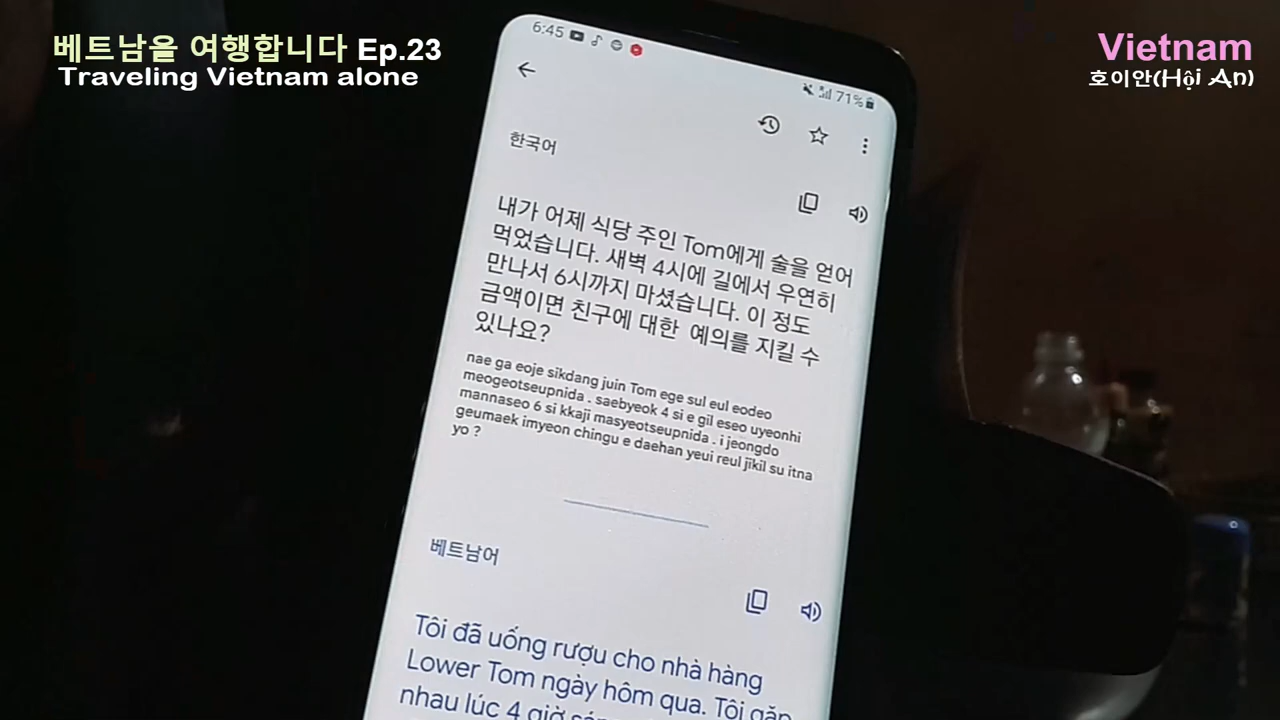 베트남을 여행합니다 Ep.23
Traveling Vietnam alone
Vietnam
호이안(Hội An)
6:45
71%
한국어
내가 어제 식당 주인 Tom에게 술을 얻어
먹었습니다. 새벽 4시에 길에서 우연히
만나서 6시까지 마셨습니다. 이 정도
금액이면 친구에 대한 예의를 지킬 수
있나요?
nae ga eoje sikdang juin Tom ege sul eul eodeo
meogeotseupnida . saebyeok 4 si e gil eseo uyeonhi
mannaseo 6 si kkaji masyeotseupnida . i jeongdo
geumaek imyeon chingu e daehan yeui reul jikil su itna
yo ?
베트남어
Tôi đã uống rượu cho nhà hàng
Lower Tom ngày hôm qua. Tôi gặp
nhau lúc 4 giờ sáng